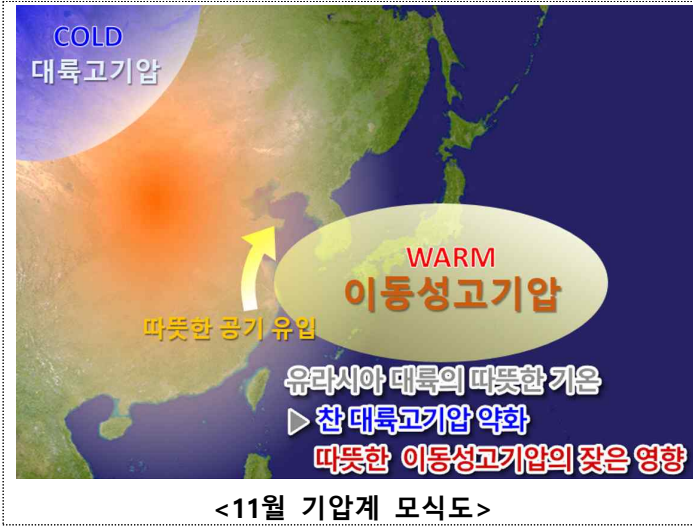 COLD
대륙고기압
WARM
이동성고기압
따뜻한 공기 유입
유라시아 대륙의 따뜻한 기온
▶ 찬 대륙고기압 약화
따뜻한 이동성고기압의 잦은 영향
<11월 기압계 모식도>